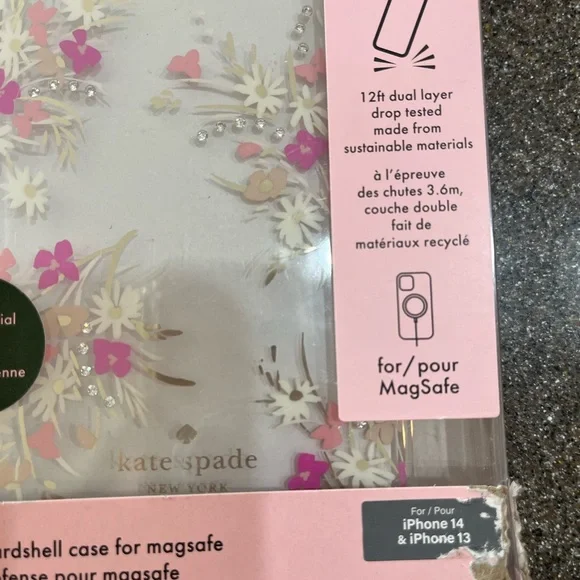 12ft dual layer
drop tested
made from
sustainable materials
à l'épreuve
des chutes 3.6m,
couche double
fait de
matériaux recyclé
for/pour
MagSafe
kate spade
NEW YORK
For / Pour
iPhone 14
& iPhone 13
case for magsafe
pour magsafe